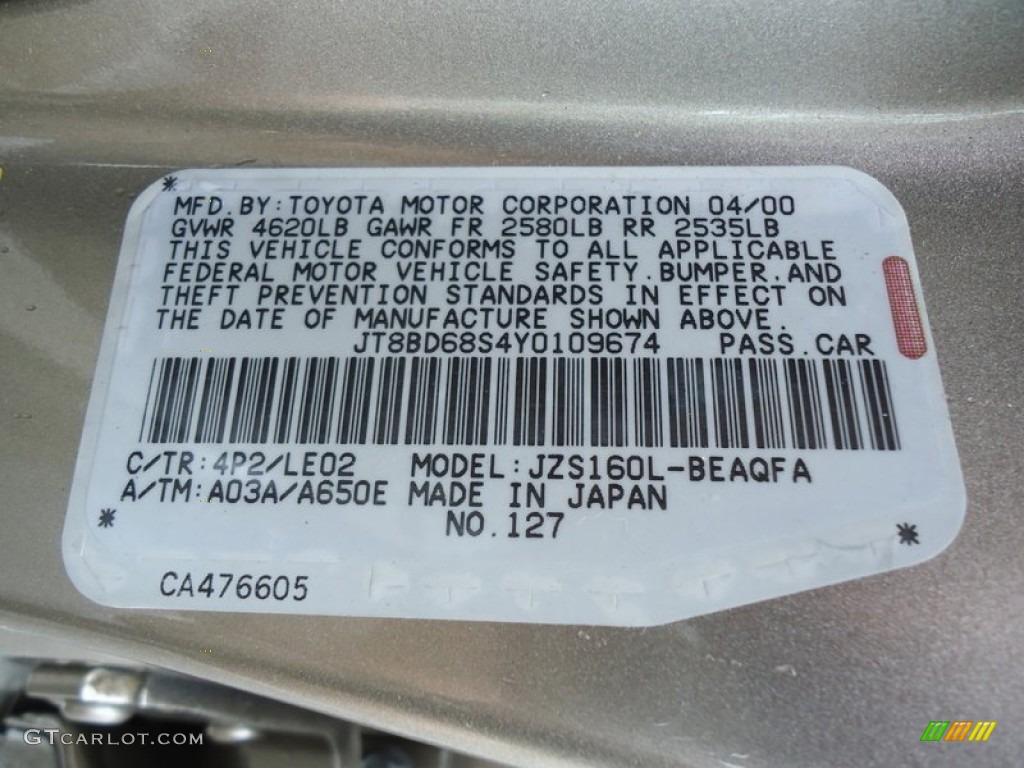 MFD.BY:TOYOTA MOTOR CORPORATION 04/00
GVWR 4620LB GAWR FR 2580LB RR 2535LB
THIS VEHICLE CONFORMS TO ALL APPLICABLE
FEDERAL MOTOR VEHICLE SAFETY.BUMPER.AND
THEFT PREVENTION STANDARDS IN EFFECT ON
THE DATE OF MANUFACTURE SHOWN ABOVE.
JT8BD68S4Y0109674 PASS.CAR
C/TR:4P2/LE02 MODEL:JZS160L-BEAQFA
A/TM:A03A/A650E MADE IN JAPAN
NO.127
CA476605
GTCARLOT.COM